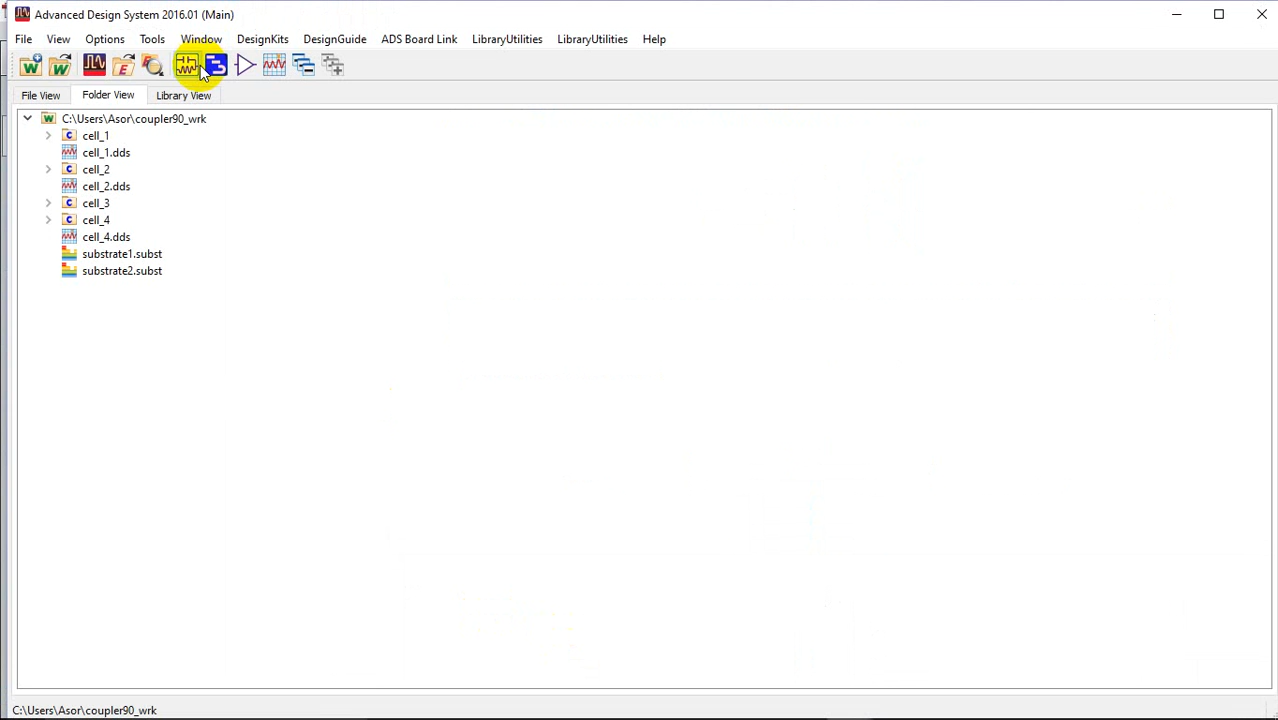 Advanced Design System 2016.01 (Main)
File View Options Tools Window DesignKits DesignGuide ADS Board Link LibraryUtilities LibraryUtilities Help
File View Folder View Library View
C:\Users\Asor\coupler90_wrk
cell_1
cell_1.dds
cell_2
cell_2.dds
cell_3
cell_4
cell_4.dds
substrate1.subst
substrate2.subst
C:\Users\Asor\coupler90_wrk